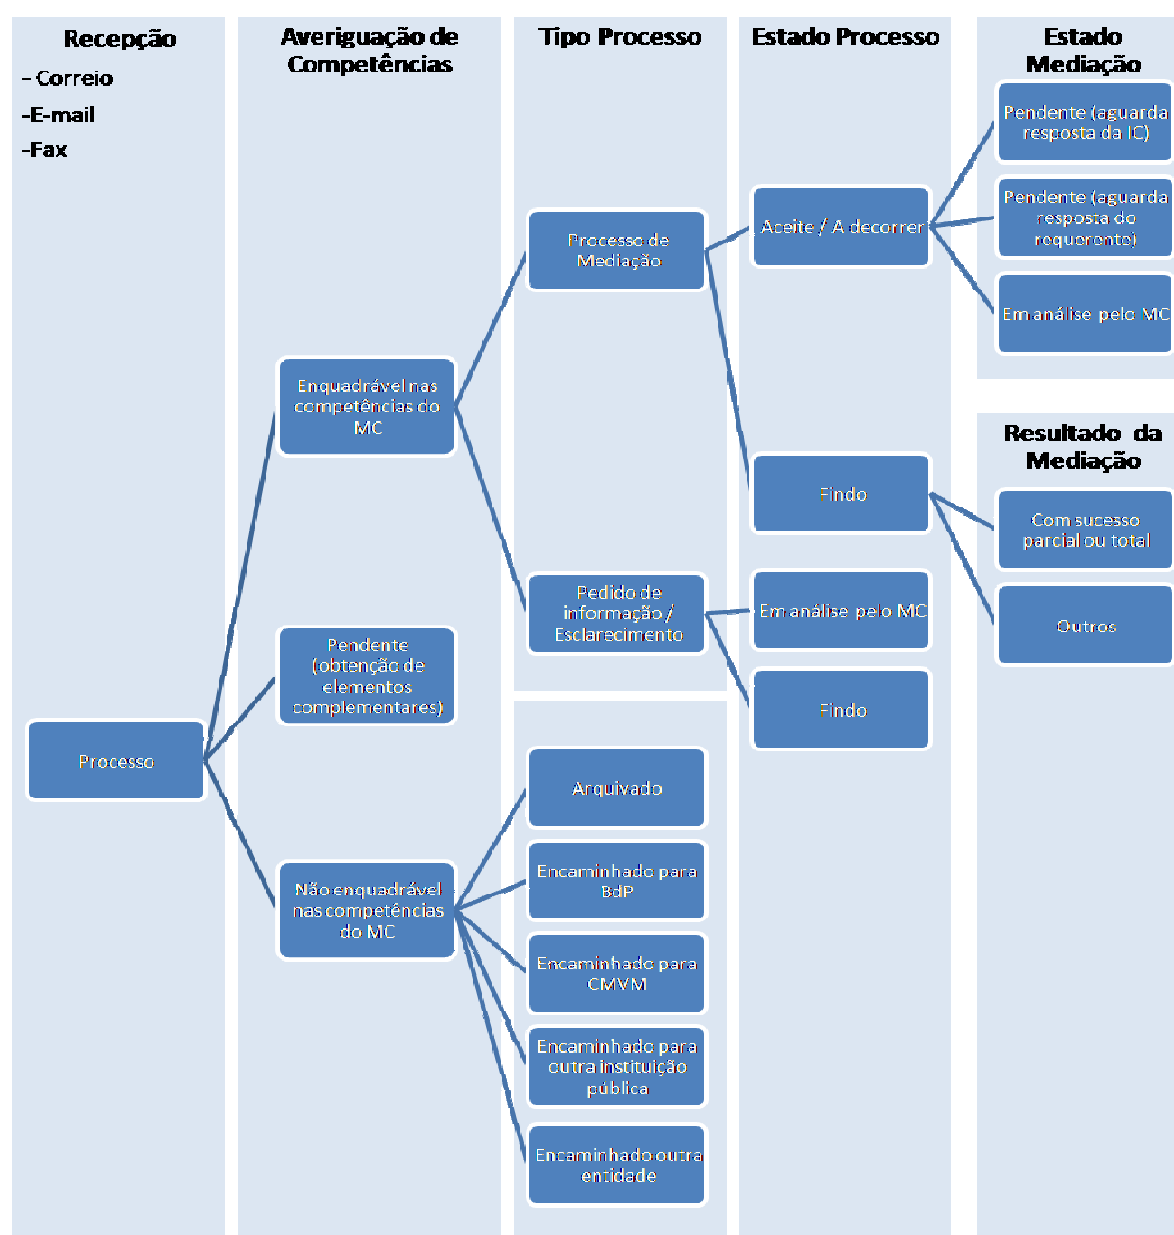 Recepção
- Correio
-E-mail
-Fax
Processo
Averiguação de
Competências
Enquadrável nas
competências do
MC
Pendente
(obtenção de
elementos
complementares)
Não enquadrável
nas competências
do MC
Tipo Processo
Processo de
Mediação
Pedido de
informação /
Esclarecimento
Arquivado
Encaminhado para
BdP
Encaminhado para
CMVM
Encaminhado para
outra instituição
pública
Encaminhado outra
entidade
Estado Processo
Aceite / A decorrer
Findo
Em análise pelo MC
Findo
Estado
Mediação
Pendente (aguarda
resposta da IC)
Pendente (aguarda
resposta do
requerente)
Em análise pelo MC
Resultado da
Mediação
Com sucesso
parcial ou total
Outros